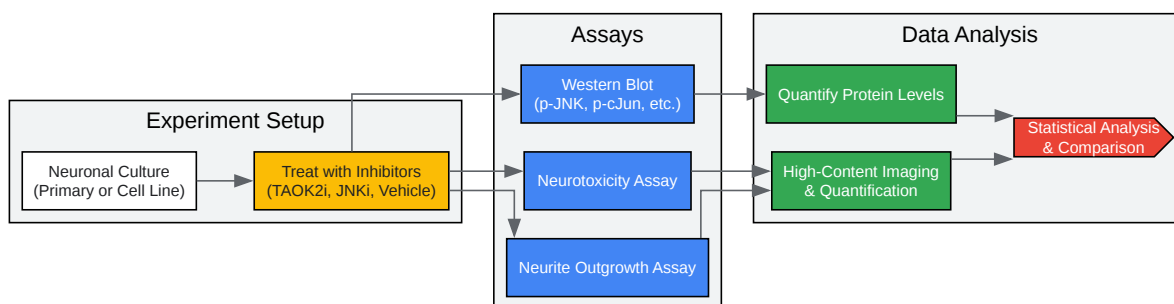 Experiment Setup
Neuronal Culture
(Primary or Cell Line)
Treat with Inhibitors
(TAOK2i, JNKi, Vehicle)
Assays
Western Blot
(p-JNK, p-cJun, etc.)
Neurotoxicity Assay
Neurite Outgrowth Assay
Data Analysis
Quantify Protein Levels
High-Content Imaging
& Quantification
Statistical Analysis
& Comparison